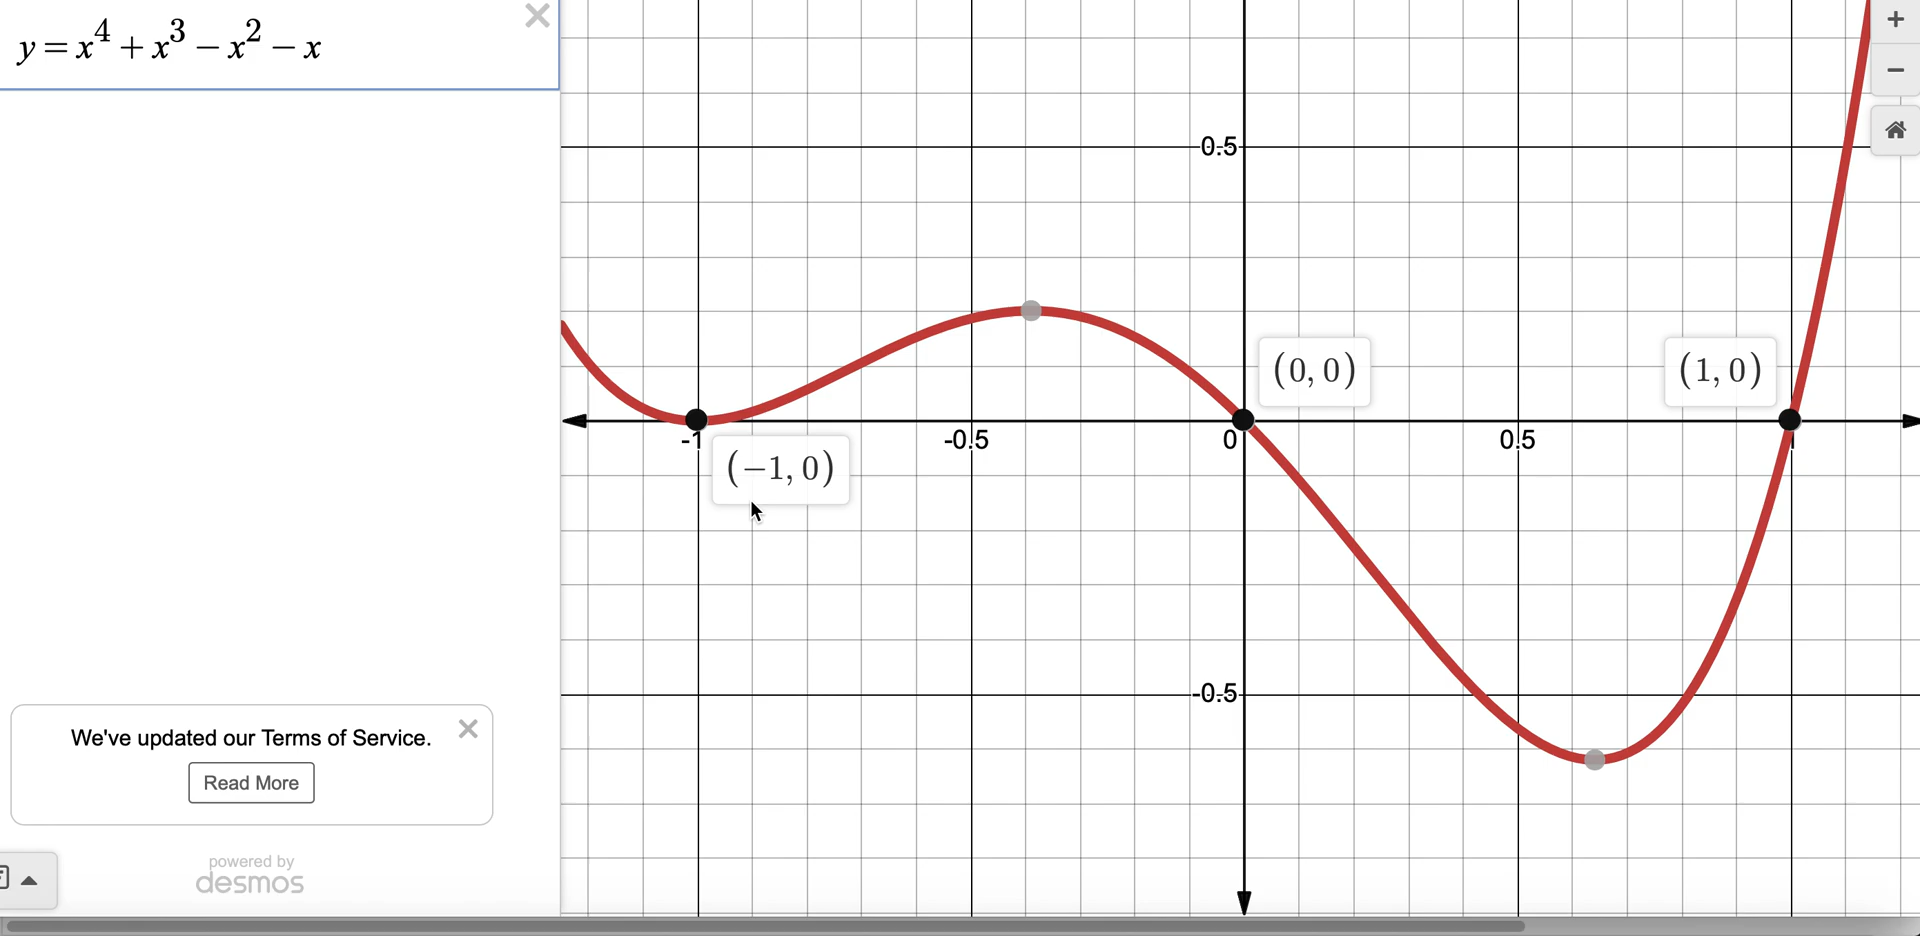 y = x⁴ + x³ − x² − x
We've updated our Terms of Service.
Read More
powered by
desmos
0.5
(0, 0)
(1, 0)
-1
-0.5
0
0.5
(−1, 0)
-0.5